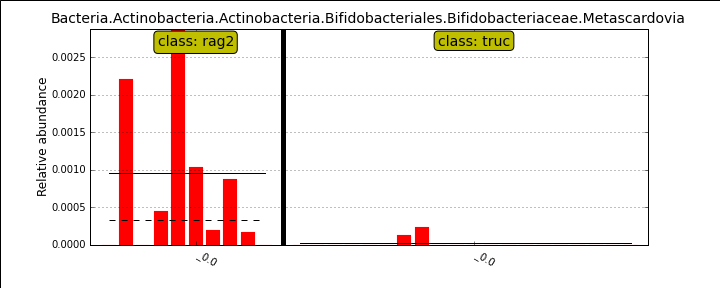 Bacteria.Actinobacteria.Actinobacteria.Bifidobacteriales.Bifidobacteriaceae.Metascardovia
class: rag2
class: truc
Relative abundance
0.0025
0.0020
0.0015
0.0010
0.0005
0.0000
-0.0
-0.0